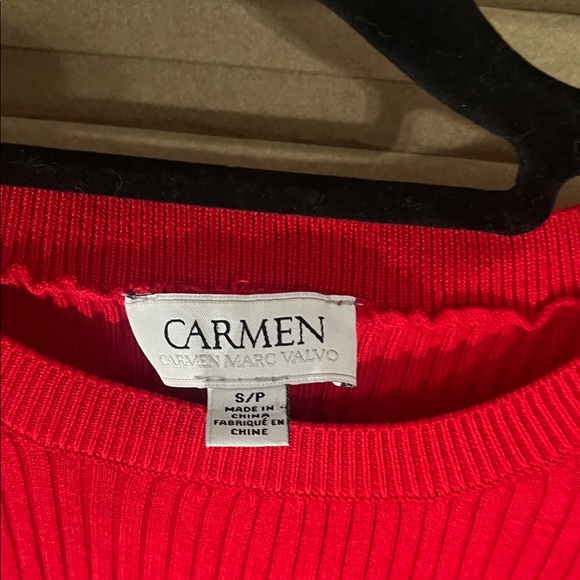 CARMEN
CARMEN MARC VALVO
S/P
MADE IN
CHINA
FABRIQUÉ EN
CHINE